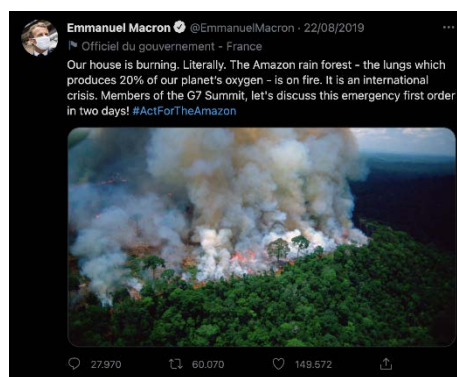 Emmanuel Macron @EmmanuelMacron · 22/08/2019
Officiel du gouvernement - France
Our house is burning. Literally. The Amazon rain forest - the lungs which
produces 20% of our planet's oxygen - is on fire. It is an international
crisis. Members of the G7 Summit, let's discuss this emergency first order
in two days! #ActForTheAmazon
27.970 60.070 149.572